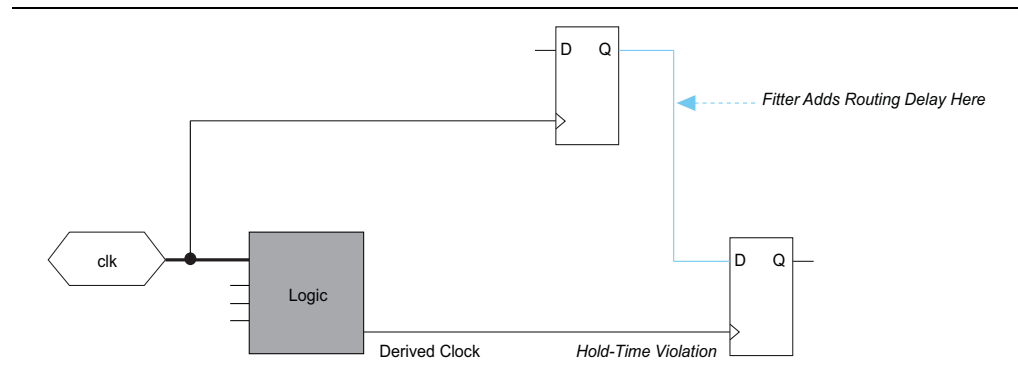 D Q
Fitter Adds Routing Delay Here
clk
Logic
D Q
Derived Clock
Hold-Time Violation